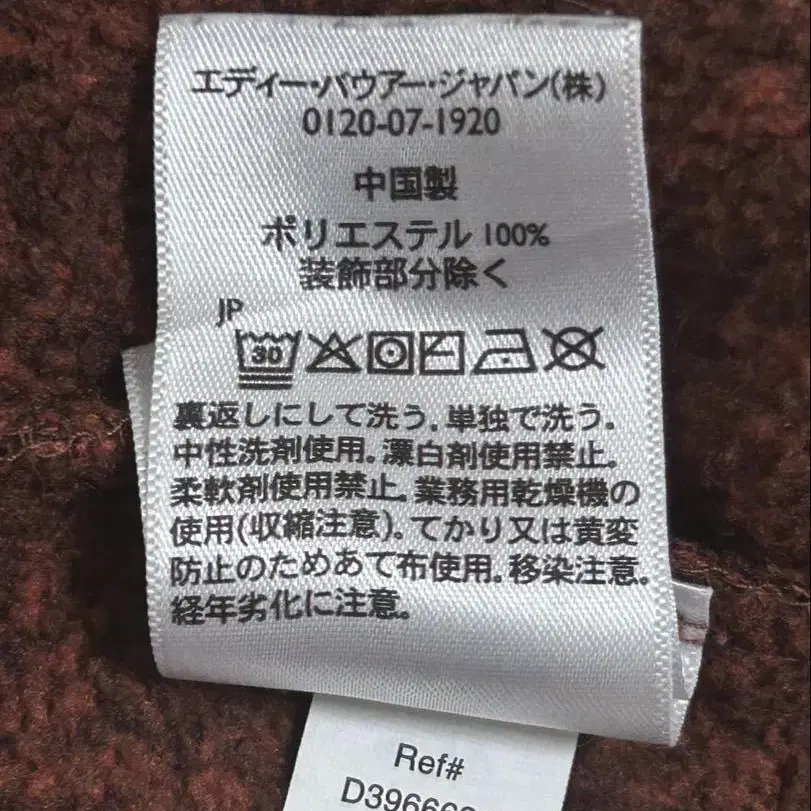 エディー・バウアー・ジャパン(株)
0120-07-1920
中国製
ポリエステル 100%
装飾部分除く
JP
30
裏返しにして洗う.単独で洗う.
中性洗剤使用。漂白剤使用禁止。
柔軟剤使用禁止。業務用乾燥機の
使用(収縮注意)。てかり又は黄変
防止のためあて布使用。移染注意。
経年劣化に注意。
Ref#